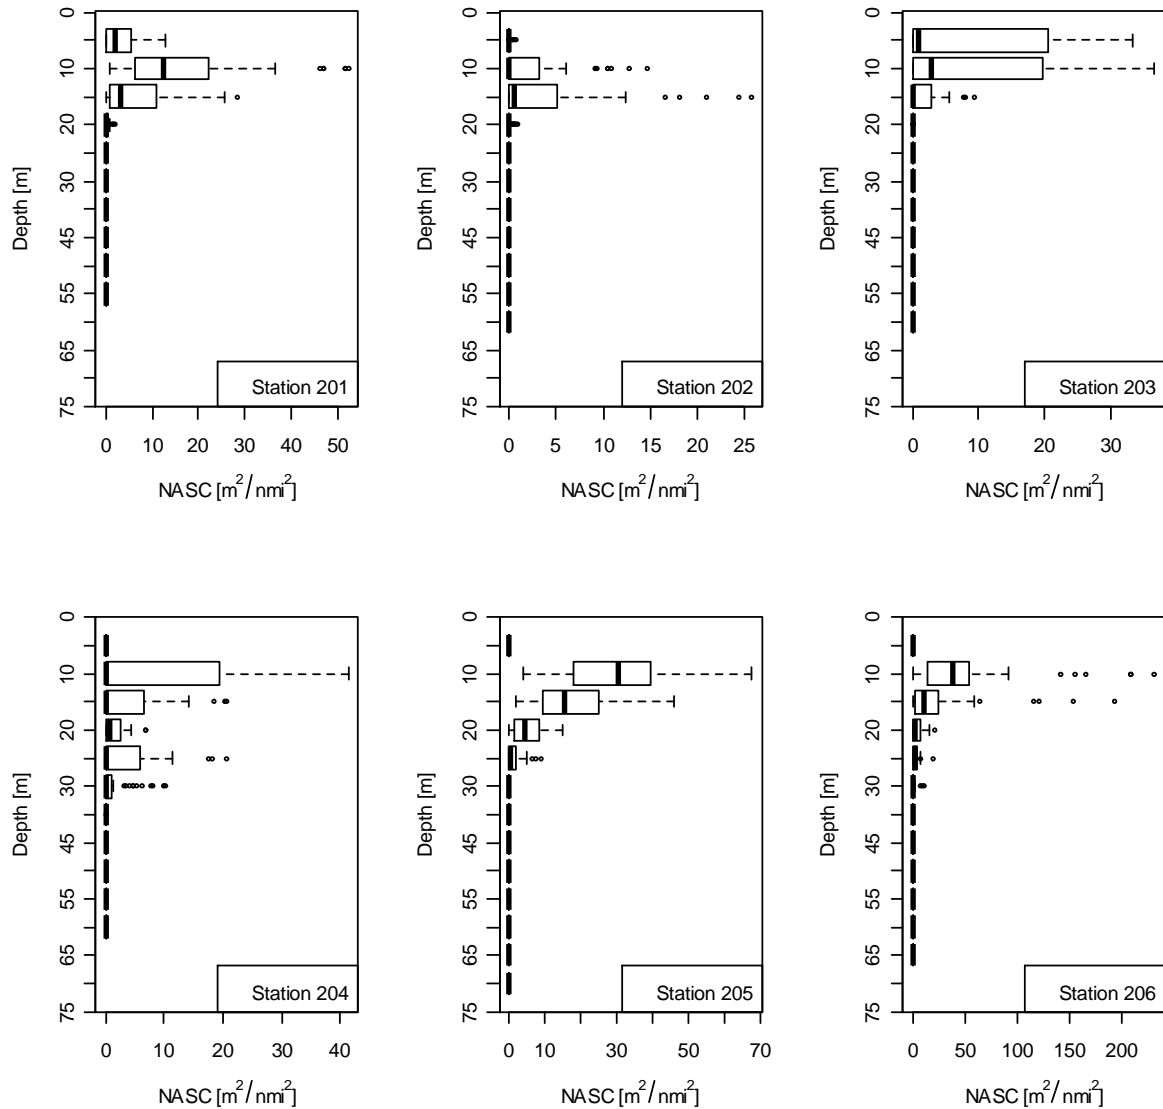 0
10
20
30
45
55
65
75
Depth [m]
Station 201
0 10 20 30 40 50
NASC [m²/nmi²]
0
10
20
30
45
55
65
75
Depth [m]
Station 202
0 5 10 15 20 25
NASC [m²/nmi²]
0
10
20
30
45
55
65
75
Depth [m]
Station 203
0 10 20 30
NASC [m²/nmi²]
0
10
20
30
45
55
65
75
Depth [m]
Station 204
0 10 20 30 40
NASC [m²/nmi²]
0
10
20
30
45
55
65
75
Depth [m]
Station 205
0 10 30 50 70
NASC [m²/nmi²]
0
10
20
30
45
55
65
75
Depth [m]
Station 206
0 50 100 200
NASC [m²/nmi²]